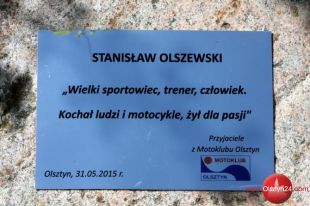 STANISŁAW OLSZEWSKI
„Wielki sportowiec, trener, człowiek.
Kochał ludzi i motocykle, żył dla pasji"
Przyjaciele
z Motoklubu Olsztyn
MOTOKLUB
OLSZTYN
Olsztyn, 31.05.2015 r.
Olsztyn24.com